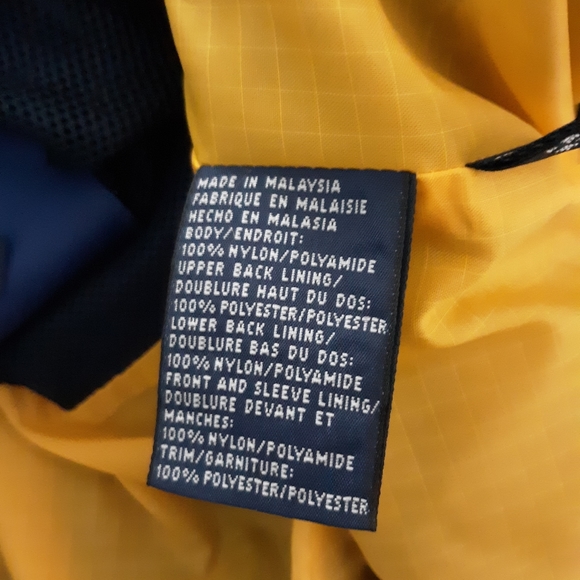 MADE IN MALAYSIA
FABRIQUE EN MALAISIE
HECHO EN MALASIA
BODY/ENDROIT:
100% NYLON/POLYAMIDE
UPPER BACK LINING/
DOUBLURE HAUT DU DOS:
100% POLYESTER/POLYESTER
LOWER BACK LINING/
DOUBLURE BAS DU DOS:
100% NYLON/POLYAMIDE
FRONT AND SLEEVE LINING/
DOUBLURE DEVANT ET
MANCHES:
100% NYLON/POLYAMIDE
TRIM/GARNITURE:
100% POLYESTER/POLYESTER